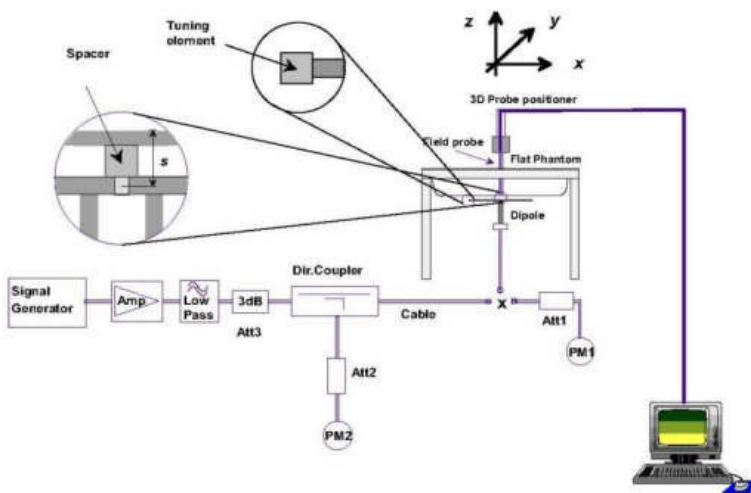 Tuning
element
Spacer
s
z
y
x
3D Probe positioner
Field probe
Flat Phantom
Dipole
Dir.Coupler
Signal
Generator
Amp
Low
Pass
3dB
Att3
Cable
x
Att1
PM1
Att2
PM2